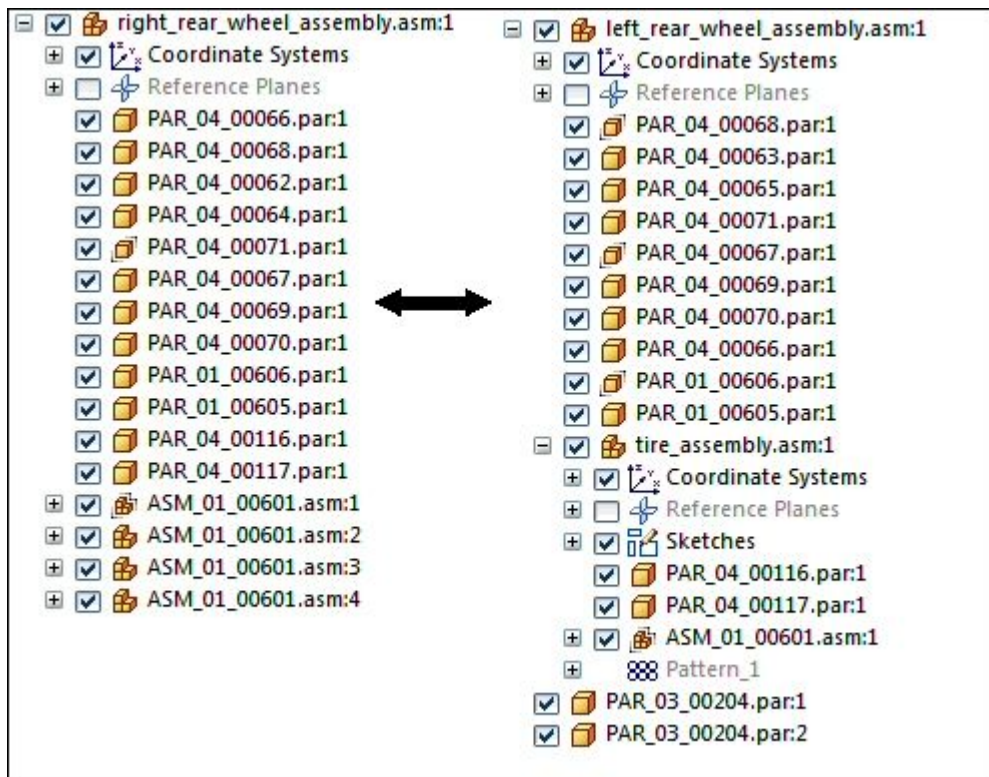 right_rear_wheel_assembly.asm:1
Coordinate Systems
Reference Planes
PAR_04_00066.par:1
PAR_04_00068.par:1
PAR_04_00062.par:1
PAR_04_00064.par:1
PAR_04_00071.par:1
PAR_04_00067.par:1
PAR_04_00069.par:1
PAR_04_00070.par:1
PAR_01_00606.par:1
PAR_01_00605.par:1
PAR_04_00116.par:1
PAR_04_00117.par:1
ASM_01_00601.asm:1
ASM_01_00601.asm:2
ASM_01_00601.asm:3
ASM_01_00601.asm:4
left_rear_wheel_assembly.asm:1
Coordinate Systems
Reference Planes
PAR_04_00068.par:1
PAR_04_00063.par:1
PAR_04_00065.par:1
PAR_04_00071.par:1
PAR_04_00067.par:1
PAR_04_00069.par:1
PAR_04_00070.par:1
PAR_04_00066.par:1
PAR_01_00606.par:1
PAR_01_00605.par:1
tire_assembly.asm:1
Coordinate Systems
Reference Planes
Sketches
PAR_04_00116.par:1
PAR_04_00117.par:1
ASM_01_00601.asm:1
Pattern_1
PAR_03_00204.par:1
PAR_03_00204.par:2